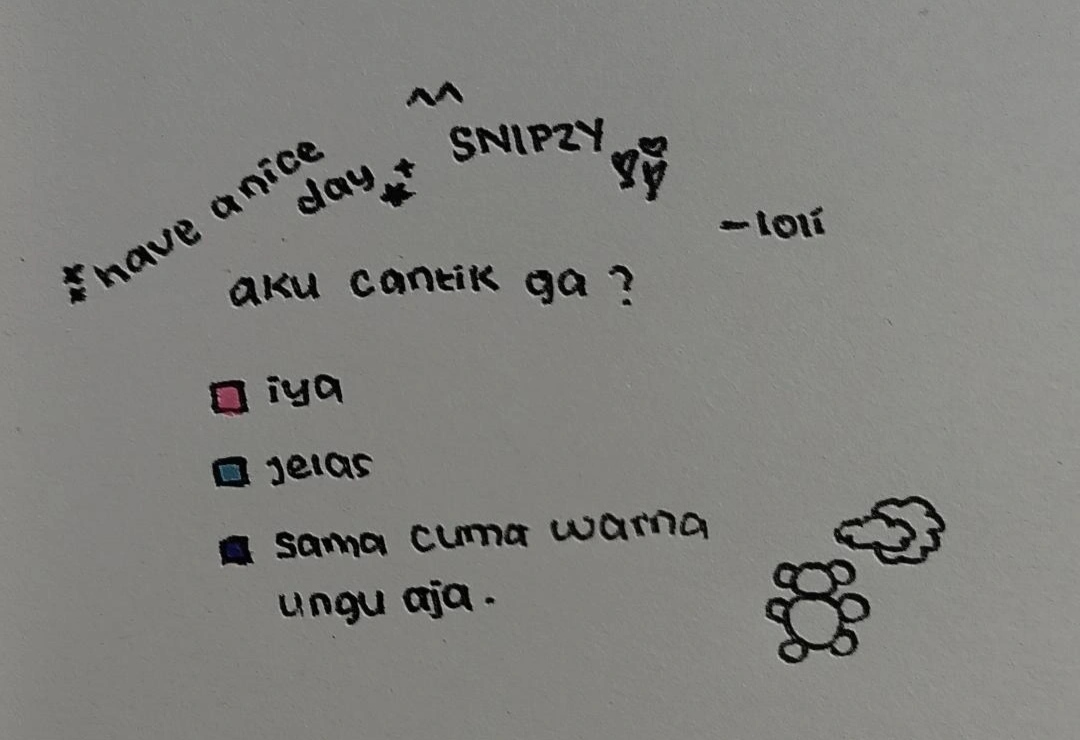 have a nice
day
SNIPZY
-loli
aku cantik ga ?
iya
jelas
sama cuma warna
ungu aja.